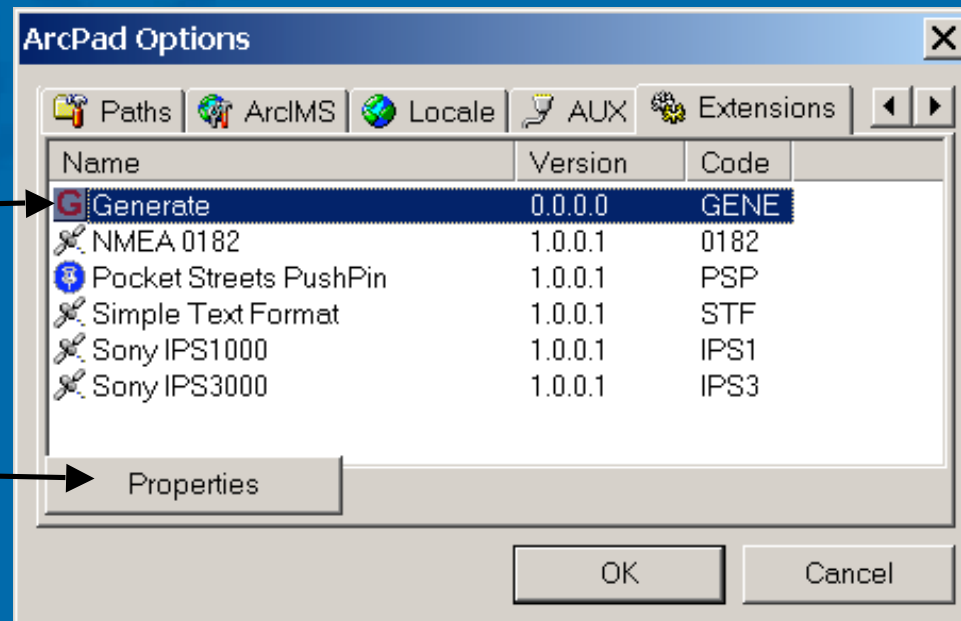 ArcPad Options
Paths ArcIMS Locale AUX Extensions
Name Version Code
Generate 0.0.0.0 GENE
NMEA 0182 1.0.0.1 0182
Pocket Streets PushPin 1.0.0.1 PSP
Simple Text Format 1.0.0.1 STF
Sony IPS1000 1.0.0.1 IPS1
Sony IPS3000 1.0.0.1 IPS3
Properties
OK Cancel